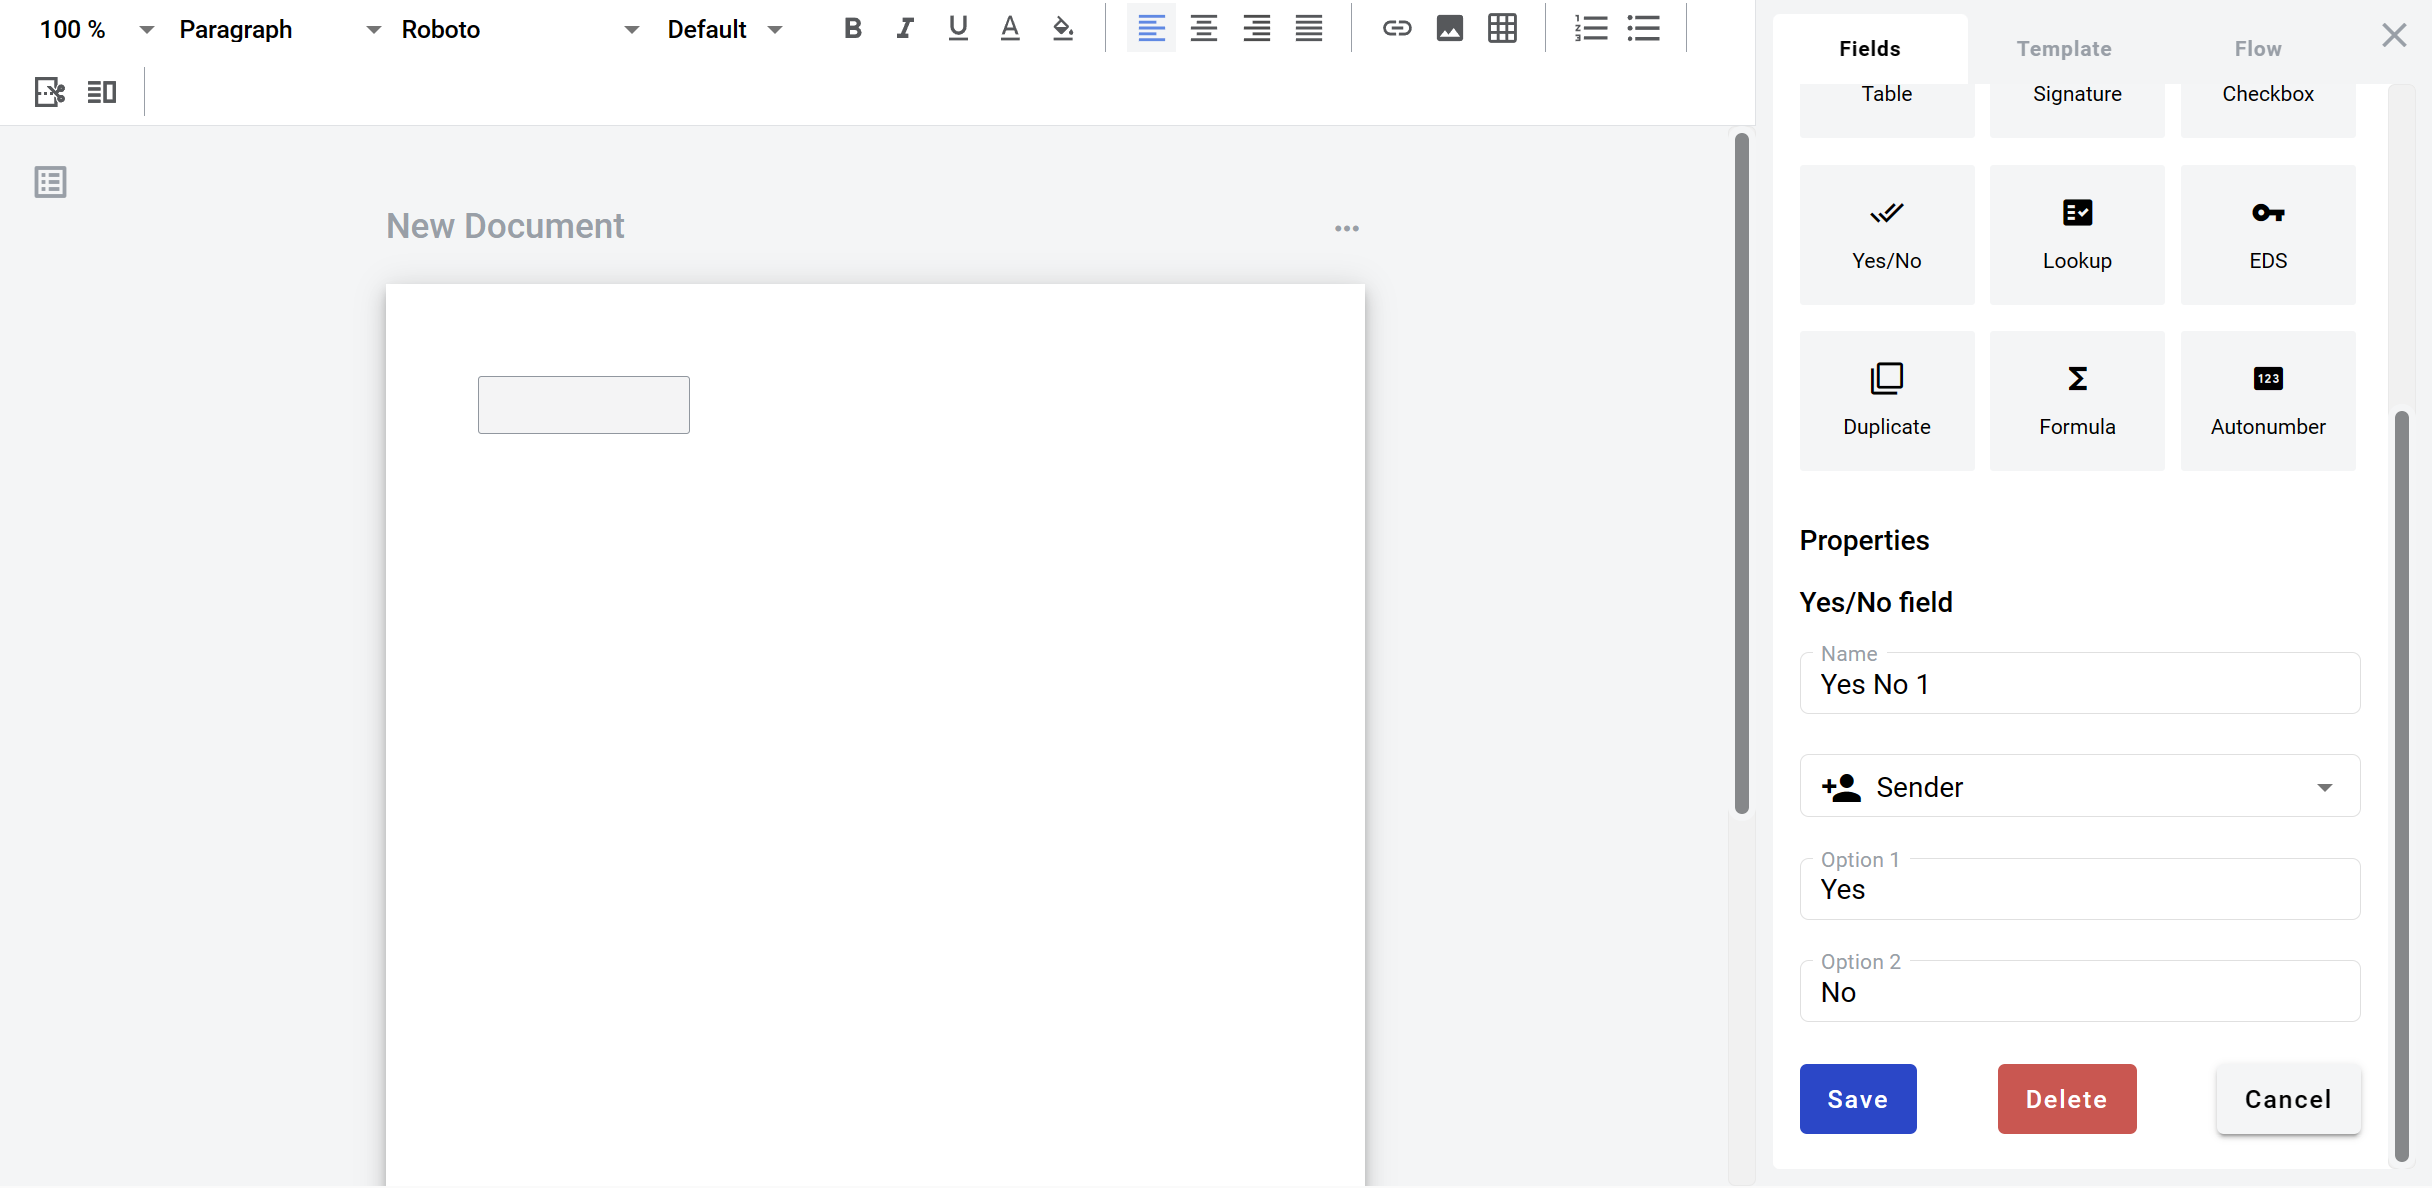 100 % Paragraph Roboto Default
Fields Template Flow
Table Signature Checkbox
New Document
Yes/No Lookup EDS
123
Duplicate Formula Autonumber
Properties
Yes/No field
Name
Yes No 1
Sender
Option 1
Yes
Option 2
No
Save Delete Cancel